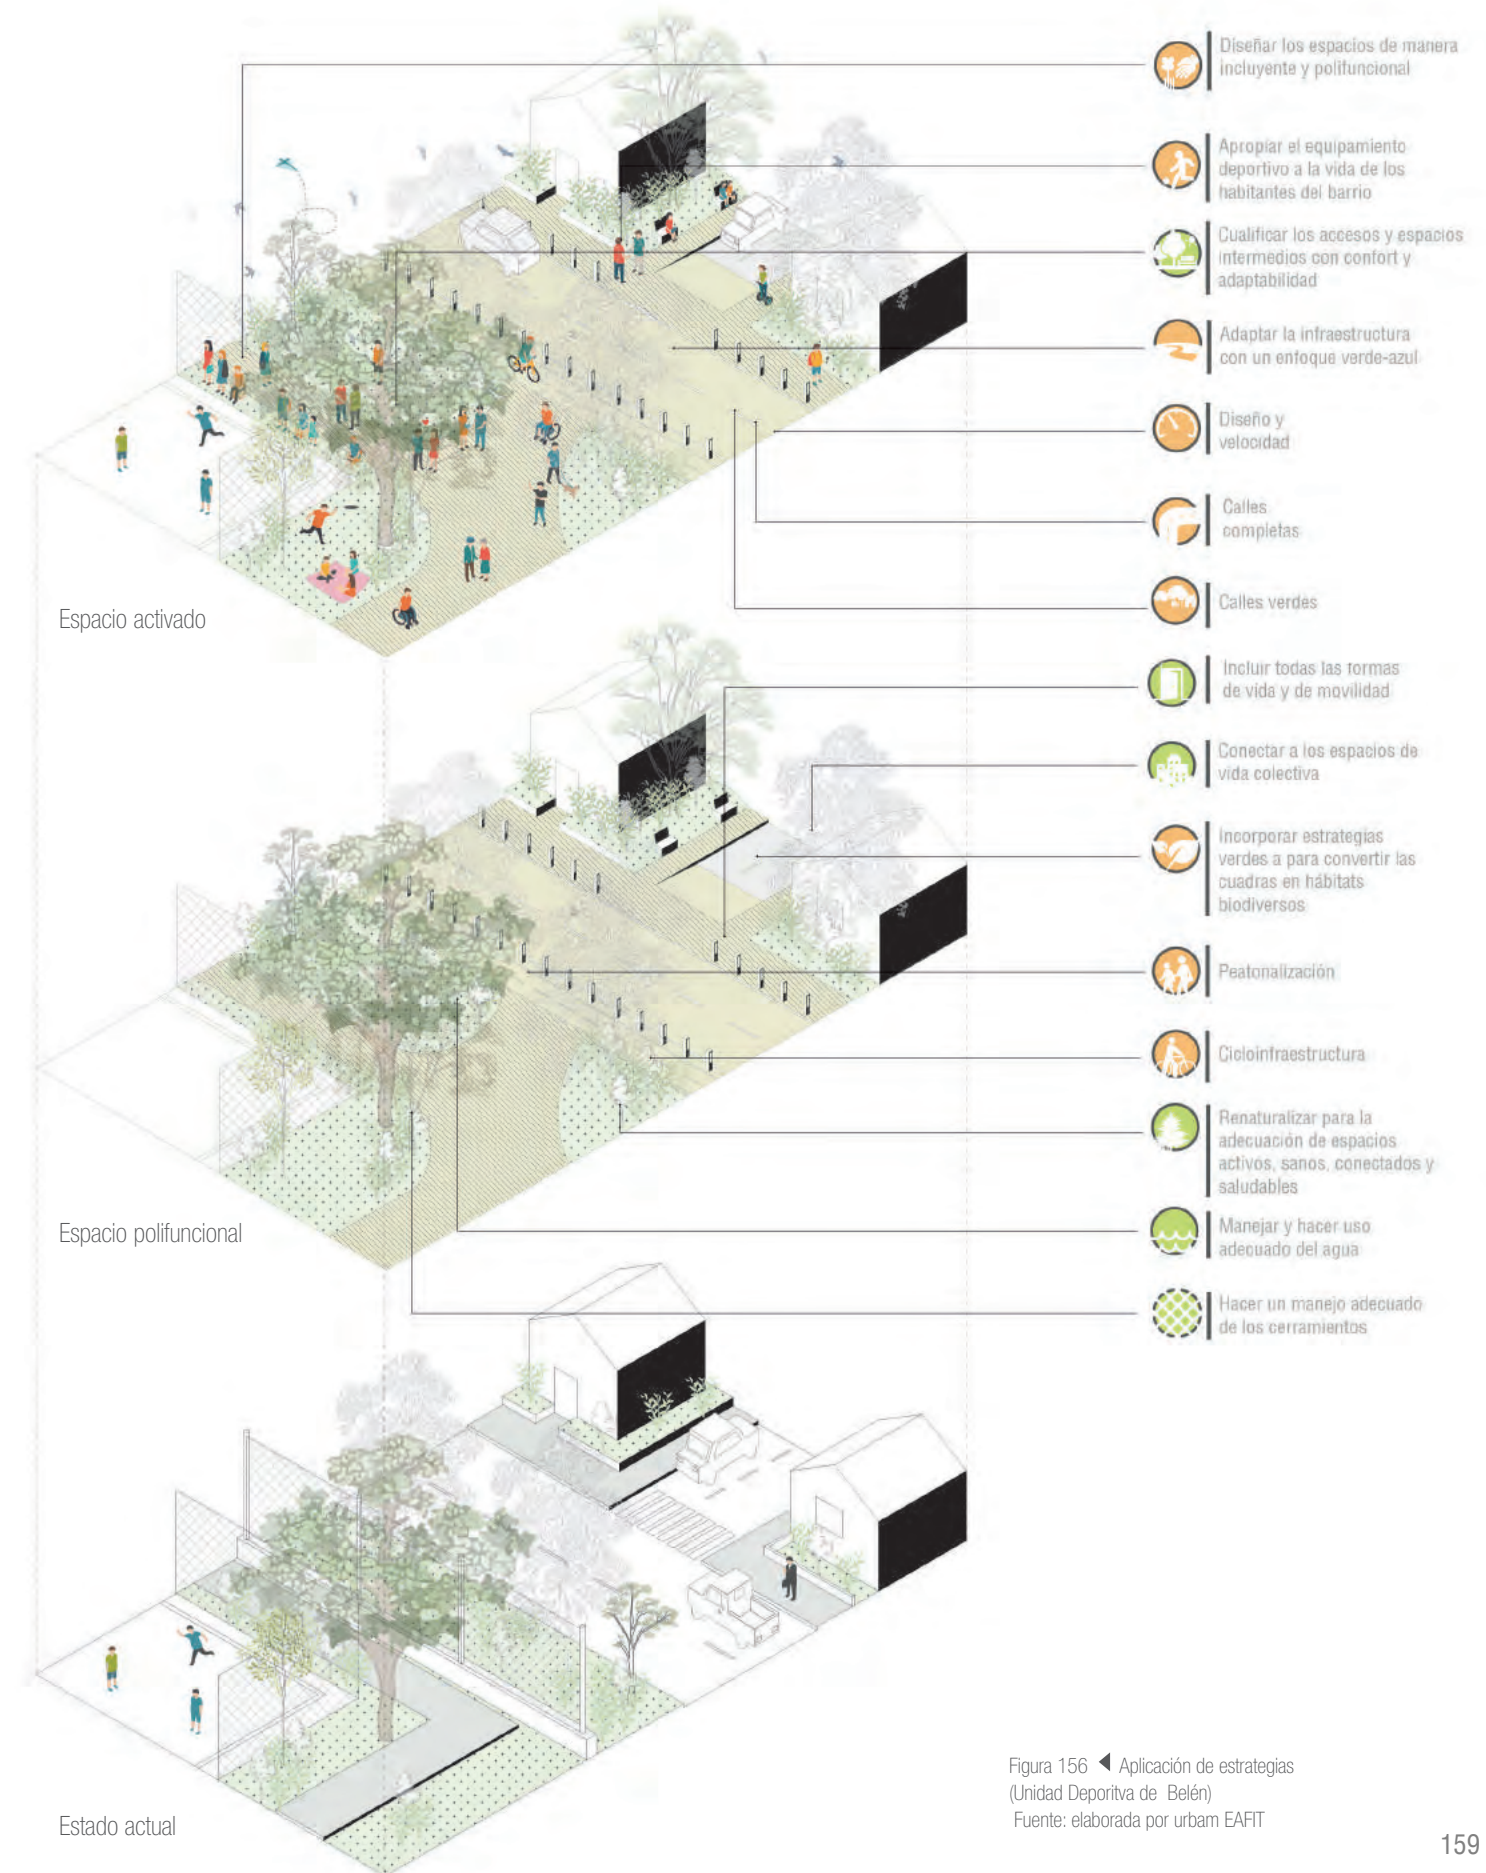 Diseñar los espacios de manera
incluyente y polifuncional
Apropiar el equipamiento
deportivo a la vida de los
habitantes del barrio
Cualificar los accesos y espacios
intermedios con confort y
adaptabilidad
Adaptar la infraestructura
con un enfoque verde-azul
Diseño y
velocidad
Calles
completas
Calles verdes
Espacio activado
Incluir todas las formas
de vida y de movilidad
Conectar a los espacios de
vida colectiva
Incorporar estrategias
verdes a para convertir las
cuadras en hábitats
biodiversos
Peatonalización
Cicloinfraestructura
Renaturalizar para la
adecuación de espacios
activos, sanos, conectados y
saludables
Manejar y hacer uso
adecuado del agua
Espacio polifuncional
Hacer un manejo adecuado
de los cerramientos
Estado actual
Figura 156 ◀ Aplicación de estrategias
(Unidad Deporitva de Belén)
Fuente: elaborada por urbam EAFIT
159